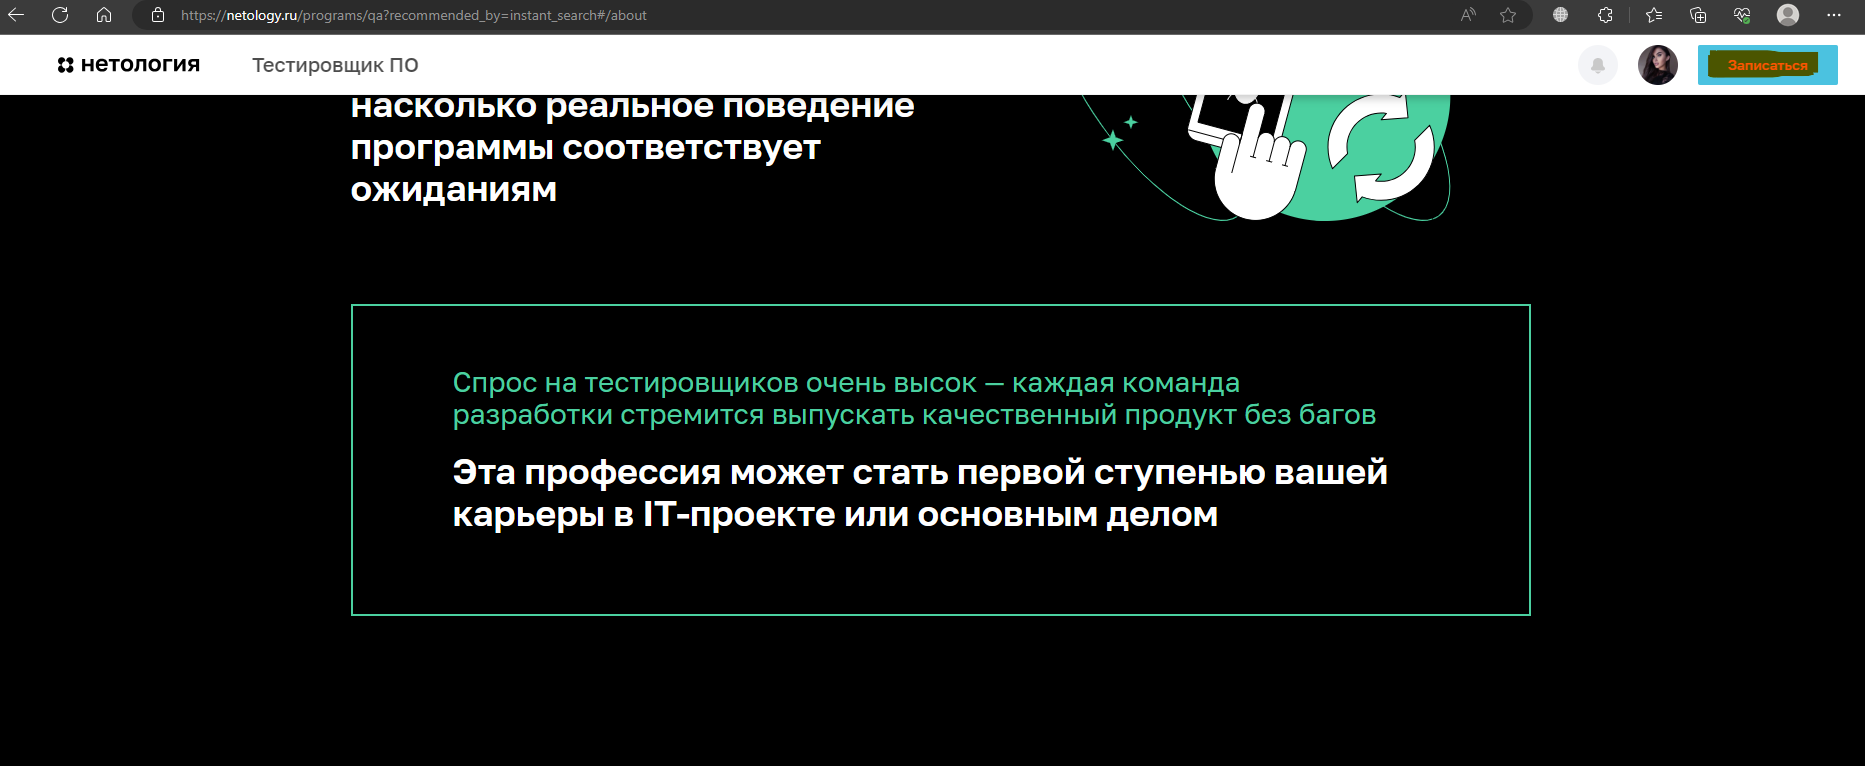 https://netology.ru/programs/qa?recommended_by=instant_search#/about
нетология Тестировщик ПО Записаться
насколько реальное поведение
программы соответствует
ожиданиям
Спрос на тестировщиков очень высок — каждая команда
разработки стремится выпускать качественный продукт без багов
Эта профессия может стать первой ступенью вашей
карьеры в IT-проекте или основным делом